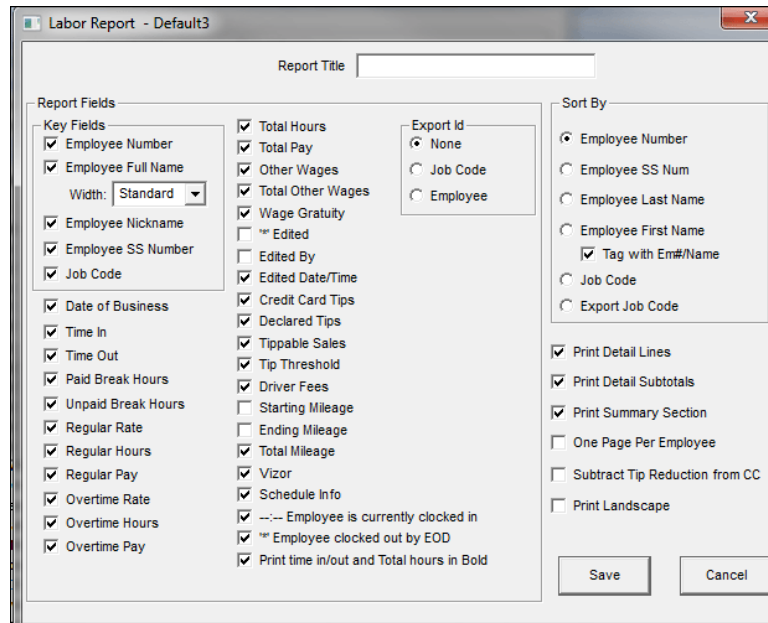 Labor Report - Default3
Report Title
Report Fields
Key Fields
Employee Number
Employee Full Name
Width: Standard
Employee Nickname
Employee SS Number
Job Code
Date of Business
Time In
Time Out
Paid Break Hours
Unpaid Break Hours
Regular Rate
Regular Hours
Regular Pay
Overtime Rate
Overtime Hours
Overtime Pay
Total Hours
Total Pay
Other Wages
Total Other Wages
Wage Gratuity
'*' Edited
Edited By
Edited Date/Time
Credit Card Tips
Declared Tips
Tippable Sales
Tip Threshold
Driver Fees
Starting Mileage
Ending Mileage
Total Mileage
Vizor
Schedule Info
--:-- Employee is currently clocked in
'*' Employee clocked out by EOD
Print time in/out and Total hours in Bold
Export Id
None
Job Code
Employee
Sort By
Employee Number
Employee SS Num
Employee Last Name
Employee First Name
Tag with Em#/Name
Job Code
Export Job Code
Print Detail Lines
Print Detail Subtotals
Print Summary Section
One Page Per Employee
Subtract Tip Reduction from CC
Print Landscape
Save
Cancel